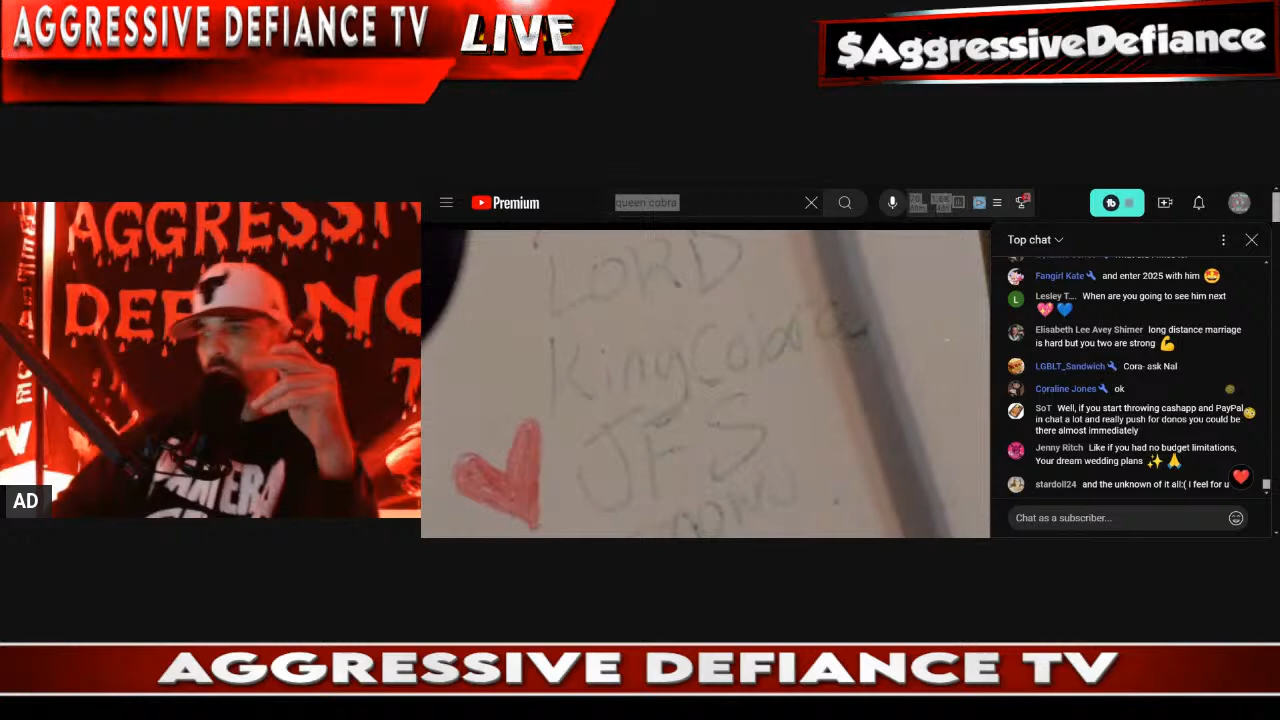 AGGRESSIVE DEFIANCE TV
LIVE
$AggressiveDefiance
AGGRESSIVE
AD
Premium
queen cobra
LORD
KingCobra
JFS
Top chat
Fangirl Kate and enter 2025 with him
Lesley T... When are you going to see him next
Elisabeth Lee Avey Shimer long distance marriage
is hard but you two are strong
LGBLT_Sandwich Cora- ask Nal
Coraline Jones ok
SoT Well, if you start throwing cashapp and PayPal
in chat a lot and really push for donos you could be
there almost immediately
Jenny Ritch Like if you had no budget limitations,
Your dream wedding plans
stardoll24 and the unknown of it all:( I feel for u
Chat as a subscriber...
AGGRESSIVE DEFIANCE TV